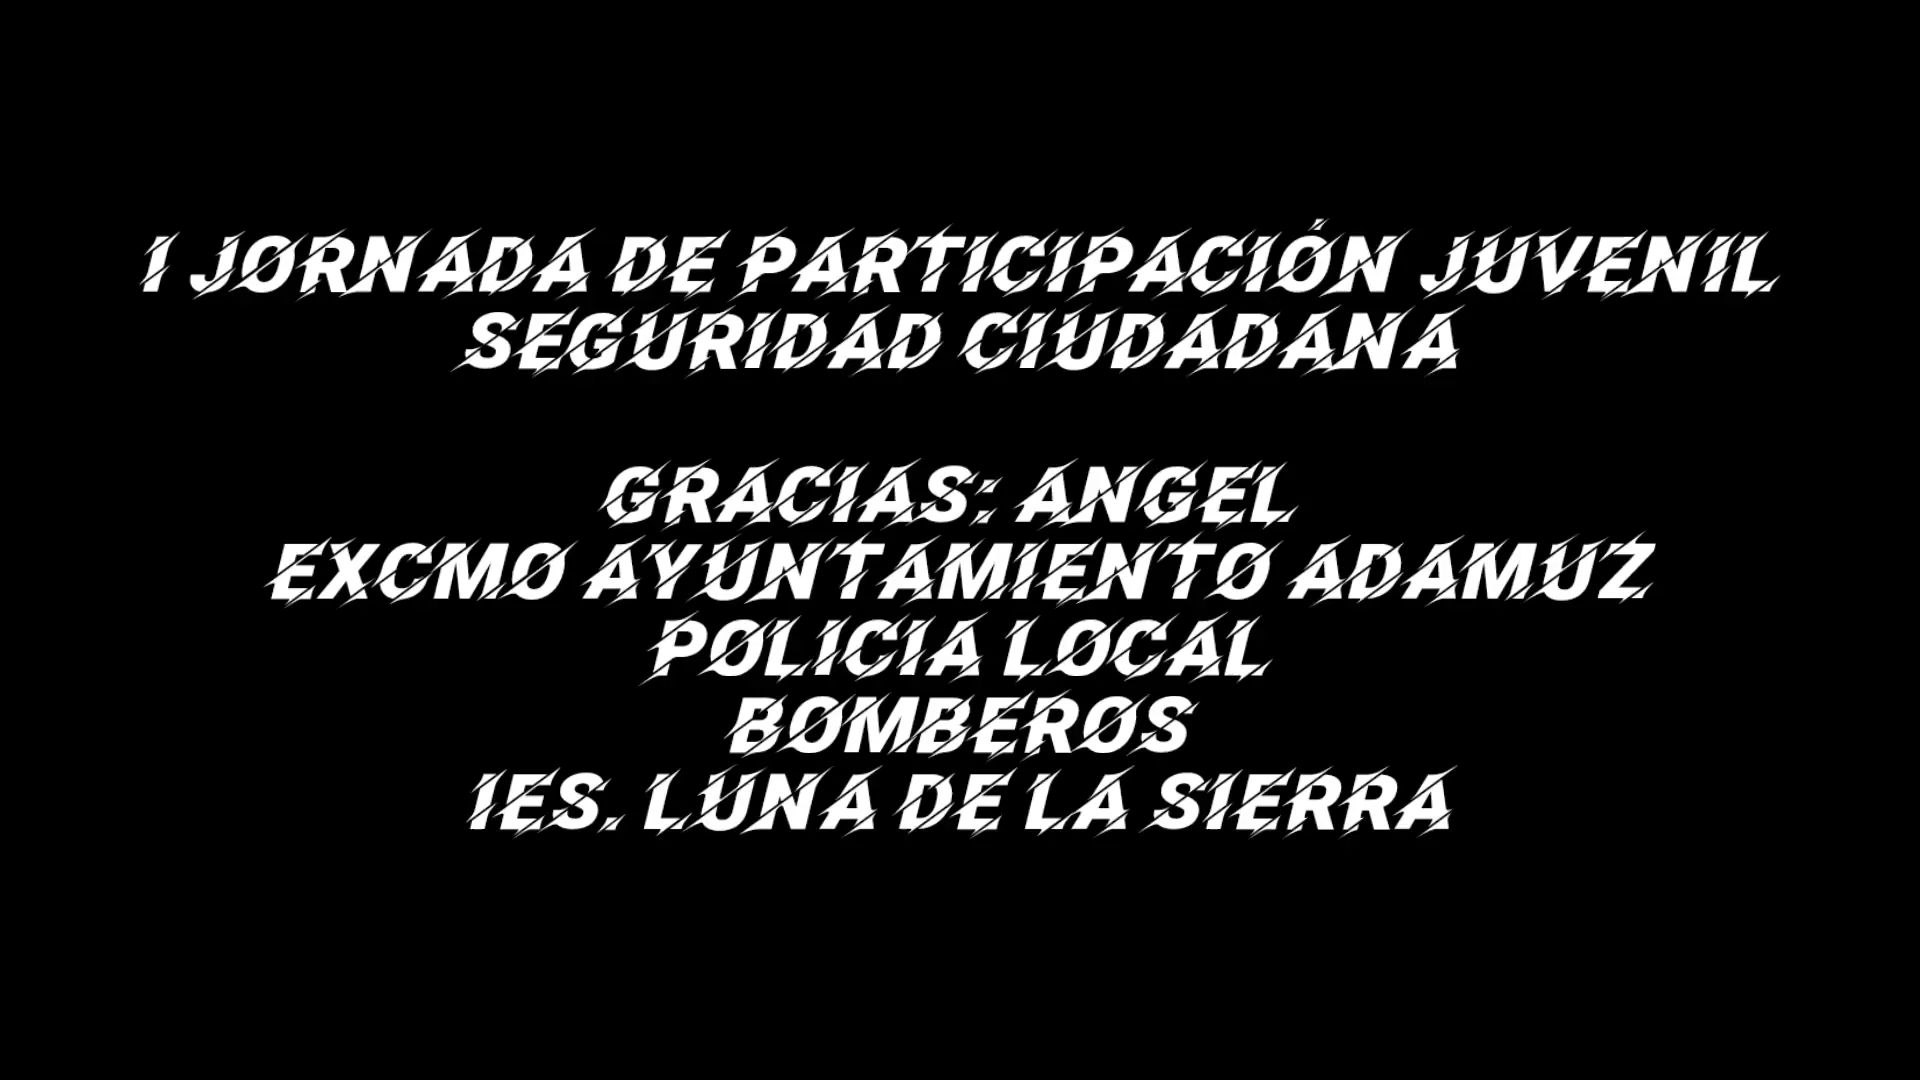 I JORNADA DE PARTICIPACIÓN JUVENIL
SEGURIDAD CIUDADANA
GRACIAS: ANGEL
EXCMO AYUNTAMIENTO ADAMUZ
POLICIA LOCAL
BOMBEROS
IES. LUNA DE LA SIERRA